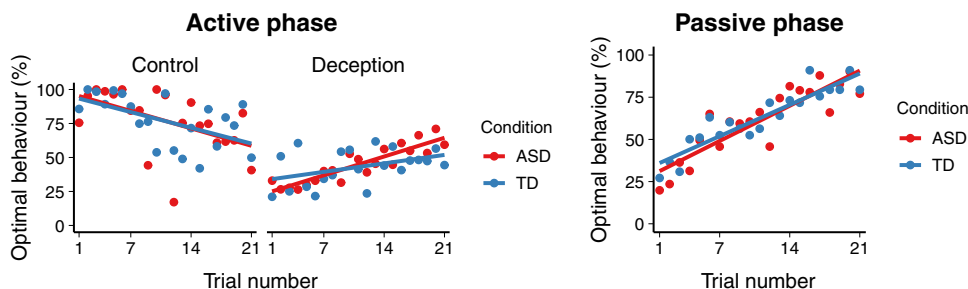 Active phase
Control
Deception
Optimal behaviour (%)
100
75
50
25
0
1
7
14
21
1
7
14
21
Trial number
Condition
ASD
TD
Passive phase
Optimal behaviour (%)
100
75
50
25
0
1
7
14
21
Trial number
Condition
ASD
TD